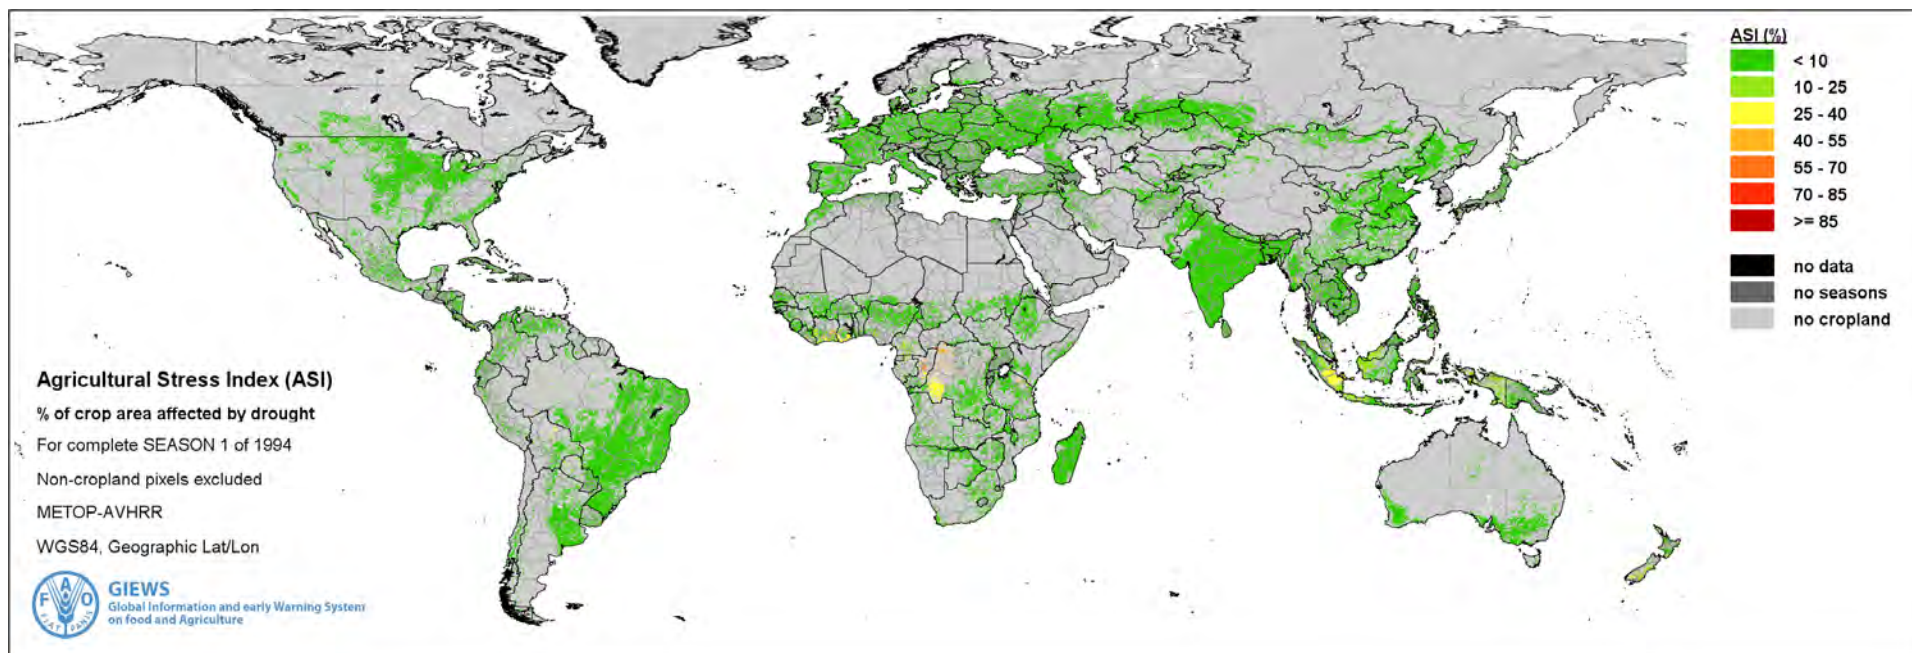 Agricultural Stress Index (ASI)
% of crop area affected by drought
For complete SEASON 1 of 1994
Non-cropland pixels excluded
METOP-AVHRR
WGS84, Geographic Lat/Lon
F A O
FIAT PANIS
GIEWS
Global Information and early Warning System
on food and Agriculture
ASI (%)
< 10
10 - 25
25 - 40
40 - 55
55 - 70
70 - 85
>= 85
no data
no seasons
no cropland